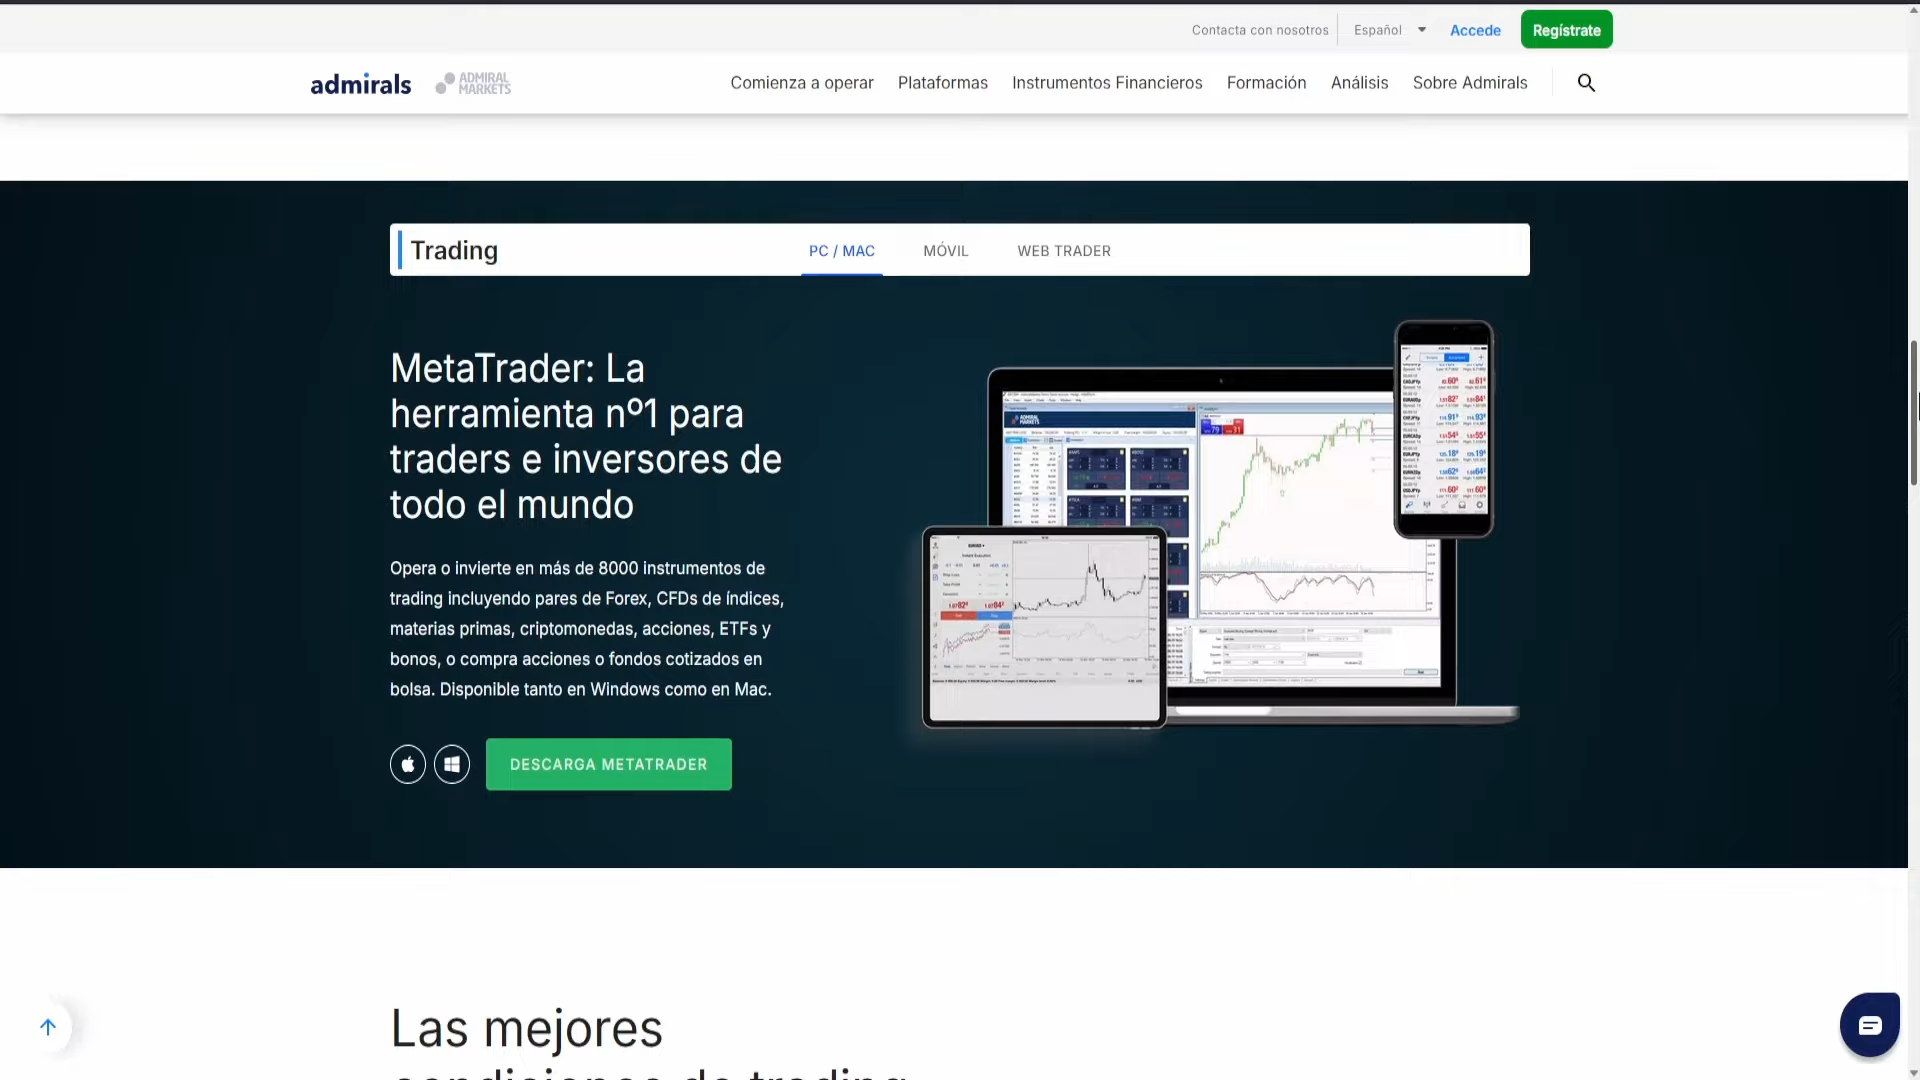 Contacta con nosotros
Español
Accede
Regístrate
admirals
ADMIRAL
MARKETS
Comienza a operar
Plataformas
Instrumentos Financieros
Formación
Análisis
Sobre Admirals
Trading
PC / MAC
MÓVIL
WEB TRADER
MetaTrader: La
herramienta nº1 para
traders e inversores de
todo el mundo
Opera o invierte en más de 8000 instrumentos de
trading incluyendo pares de Forex, CFDs de índices,
materias primas, criptomonedas, acciones, ETFs y
bonos, o compra acciones o fondos cotizados en
bolsa. Disponible tanto en Windows como en Mac.
DESCARGA METATRADER
Las mejores
condiciones de trading